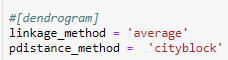 #[dendrogram]
linkage_method = 'average'
pdistance_method =  'cityblock'